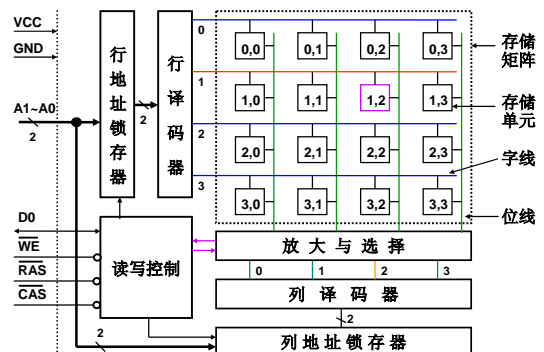 VCC
GND
A1~A0
2
行地址锁存器
2
行译码器
0
0,0 0,1 0,2 0,3
存储矩阵
1
1,0 1,1 1,2 1,3
存储单元
2
2,0 2,1 2,2 2,3
字线
3
3,0 3,1 3,2 3,3
位线
D0
WE
RAS
CAS
读写控制
放大与选择
0 1 2 3
列译码器
2
2
列地址锁存器